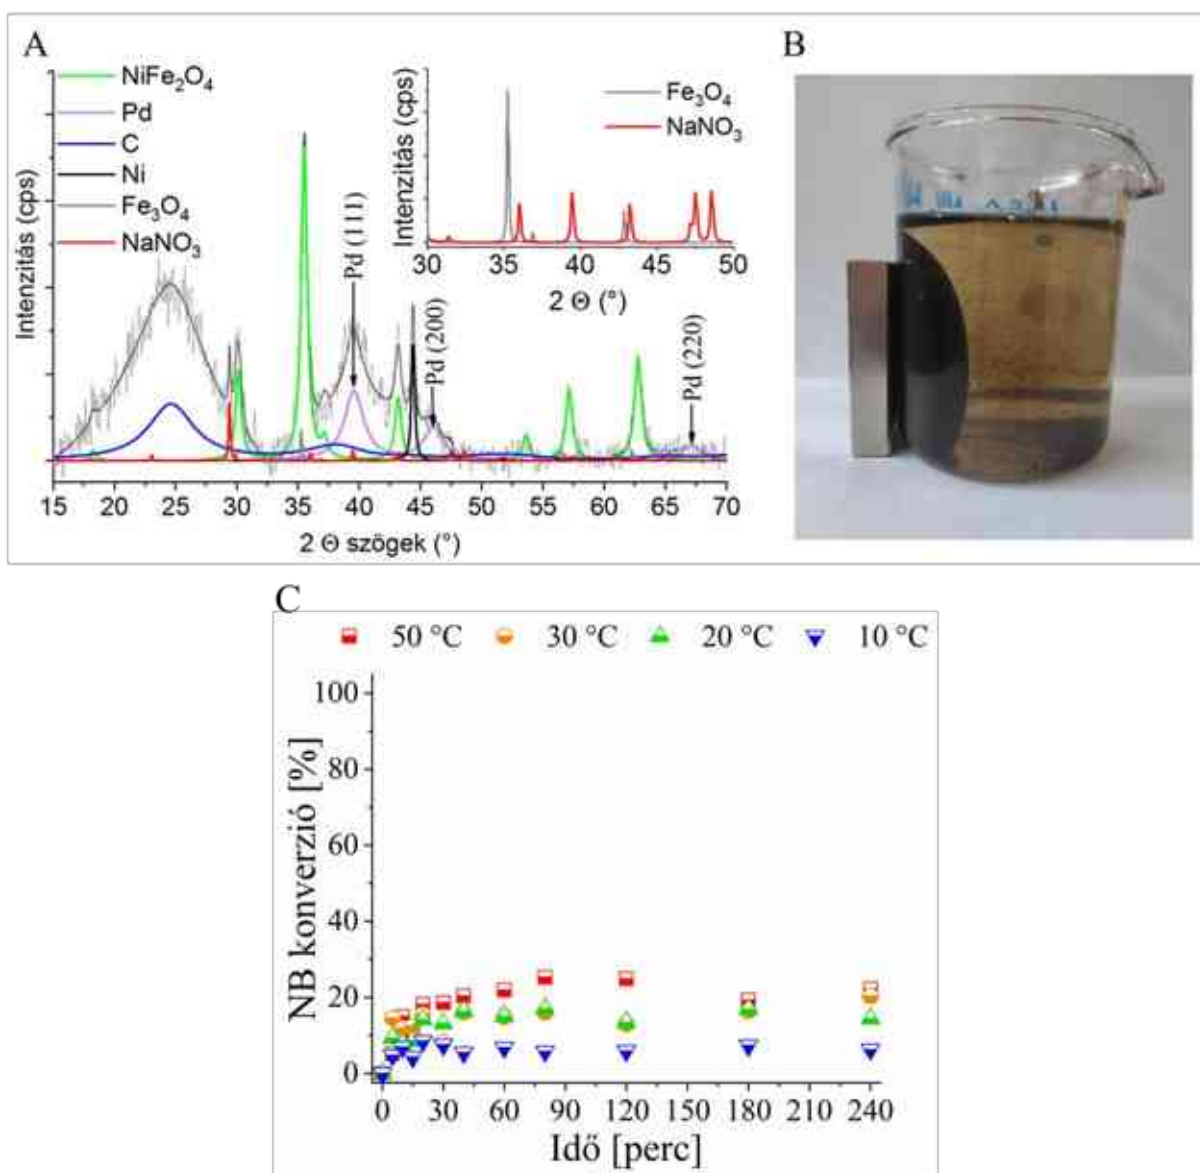 A
NiFe₂O₄
Pd
C
Ni
Fe₃O₄
NaNO₃
Intenzitás (cps)
Pd (111)
Pd (200)
Pd (220)
15 20 25 30 35 40 45 50 55 60 65 70
2 Θ szögek (°)
Fe₃O₄
NaNO₃
Intenzitás (cps)
30 35 40 45 50
2 Θ (°)
B
C
50 °C 30 °C 20 °C 10 °C
NB konverzió [%]
100
80
60
40
20
0
0 30 60 90 120 150 180 210 240
Idő [perc]